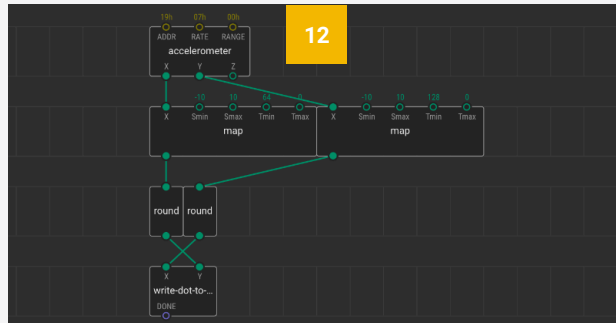 12
19h 07h 00h
ADDR RATE RANGE
accelerometer
X Y Z
-10 10 64 0 -10 10 128 0
X Smin Smax Tmin Tmax X Smin Smax Tmin Tmax
map map
round round
X Y
write-dot-to-...
DONE